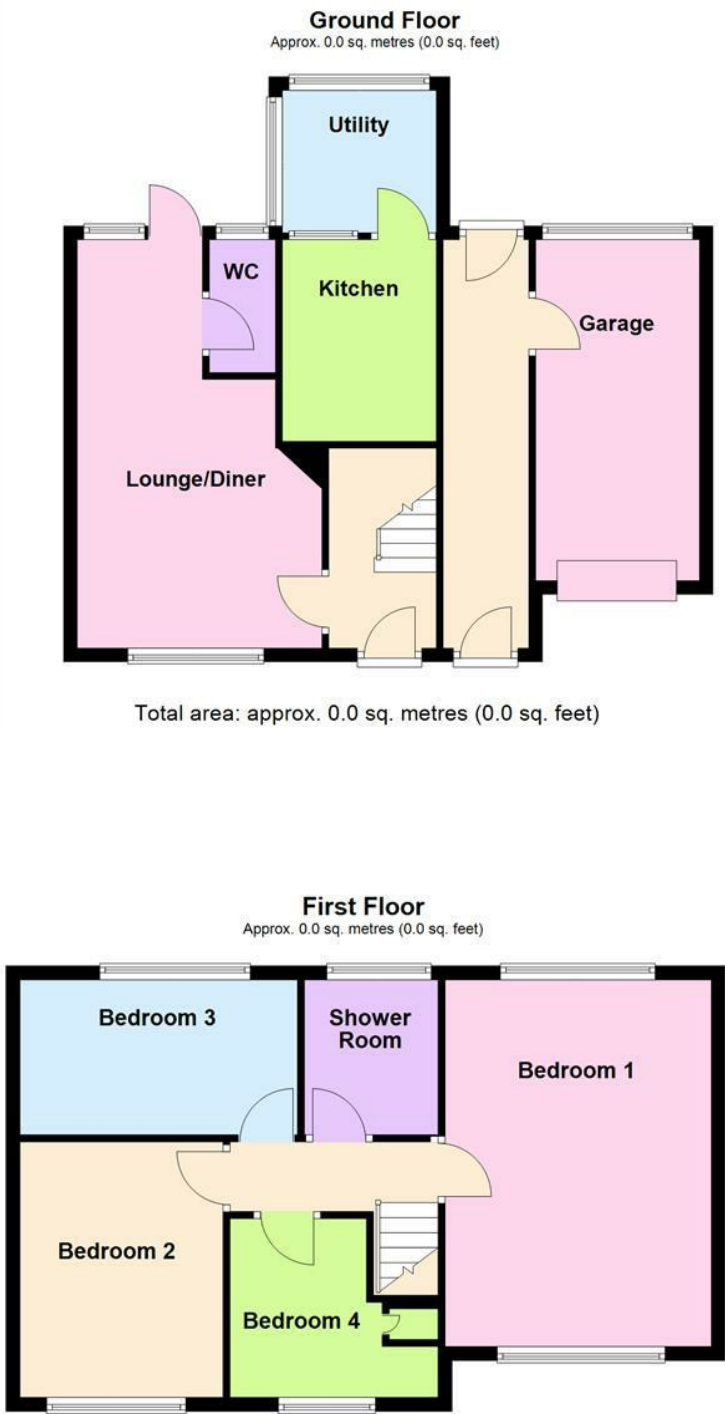 Ground Floor
Approx. 0.0 sq. metres (0.0 sq. feet)
Utility
WC
Kitchen
Garage
Lounge/Diner
Total area: approx. 0.0 sq. metres (0.0 sq. feet)
First Floor
Approx. 0.0 sq. metres (0.0 sq. feet)
Bedroom 3
Shower
Room
Bedroom 1
Bedroom 2
Bedroom 4